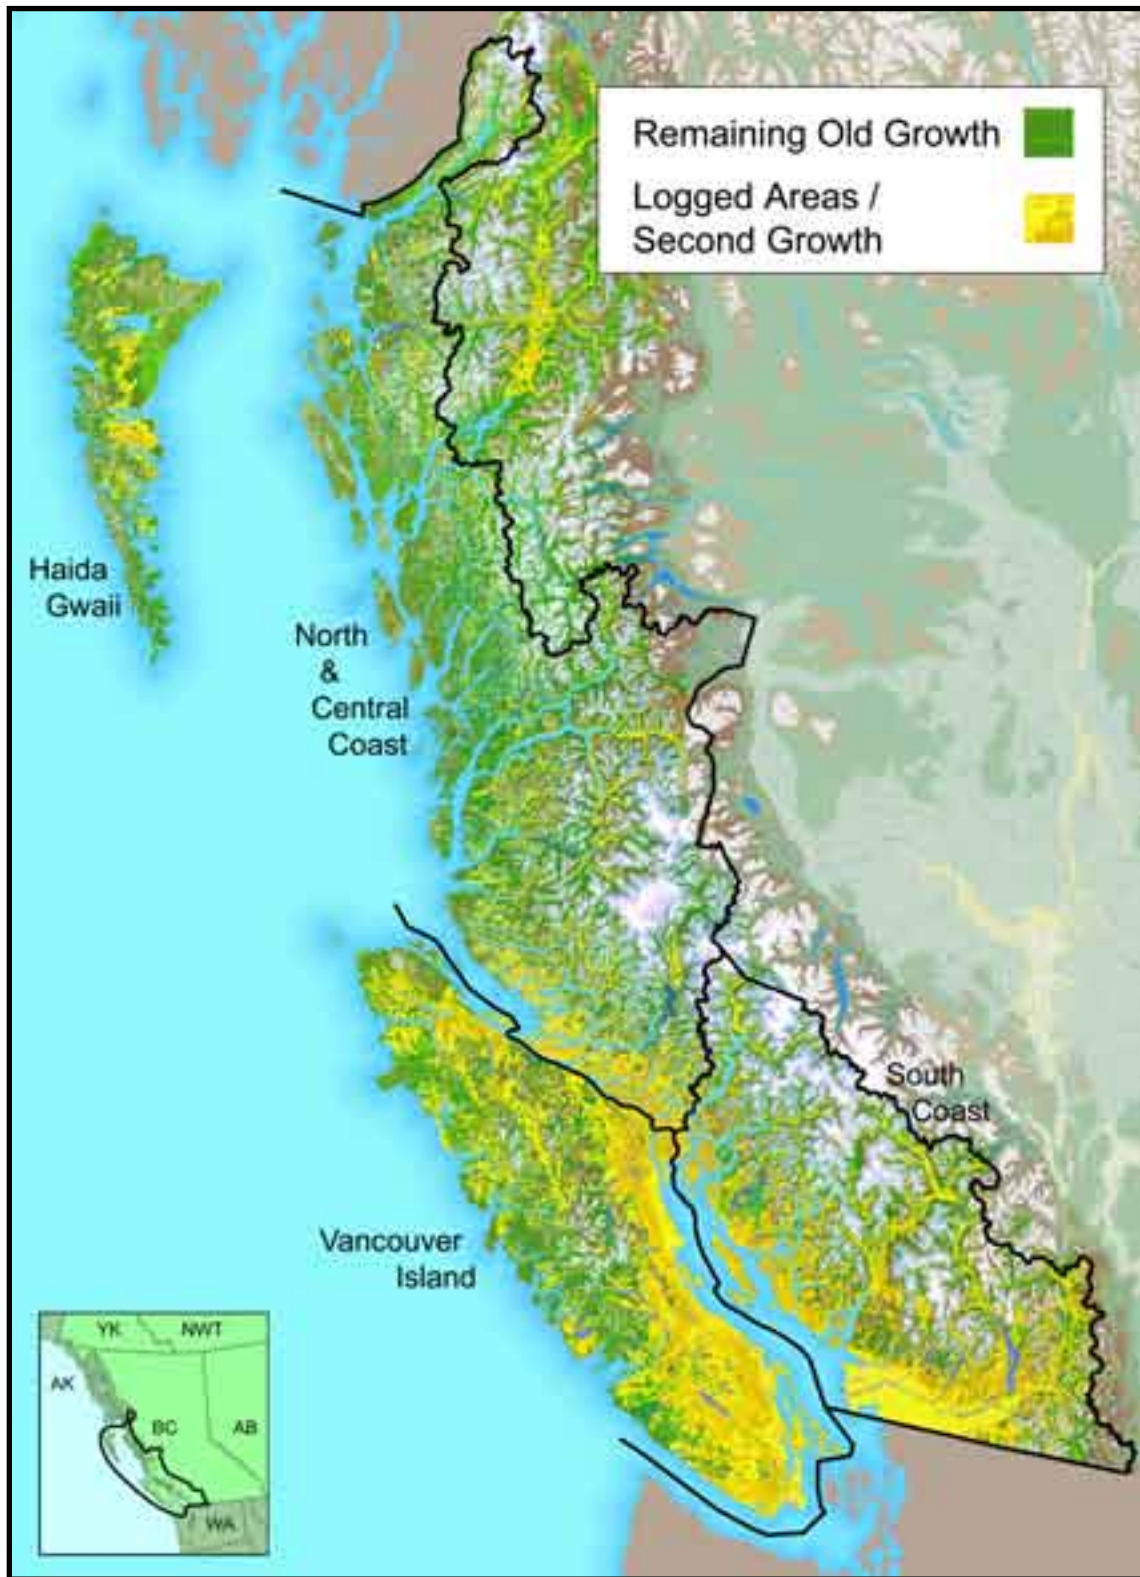 Remaining Old Growth
Logged Areas /
Second Growth
Haida
Gwaii
North
&
Central
Coast
South
Coast
Vancouver
Island
YK
NWT
AK
BC
AB
WA